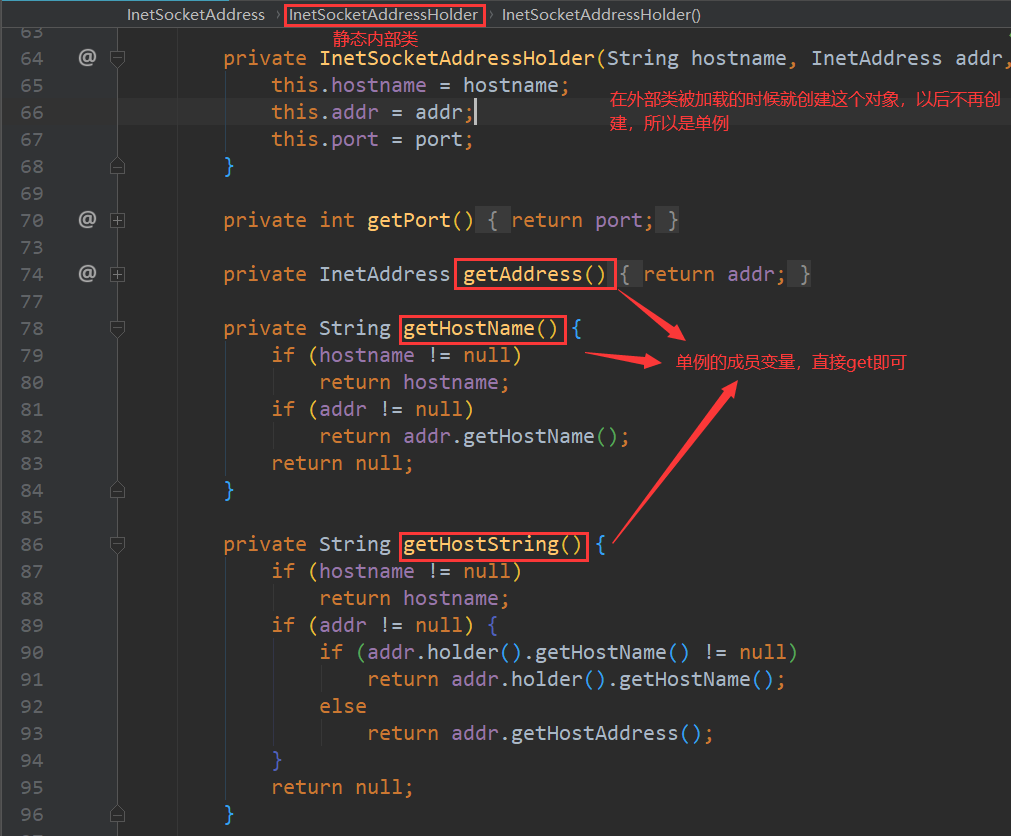 InetSocketAddress › InetSocketAddressHolder › InetSocketAddressHolder()
静态内部类
63
64 @ private InetSocketAddressHolder(String hostname, InetAddress addr,
65 this.hostname = hostname;
在外部类被加载的时候就创建这个对象，以后不再创
66 this.addr = addr;
建，所以是单例
67 this.port = port;
68 }
69
70 @ private int getPort() { return port; }
73
74 @ private InetAddress getAddress() { return addr; }
77
78 private String getHostName() {
79 if (hostname != null)
单例的成员变量，直接get即可
80 return hostname;
81 if (addr != null)
82 return addr.getHostName();
83 return null;
84 }
85
86 private String getHostString() {
87 if (hostname != null)
88 return hostname;
89 if (addr != null) {
90 if (addr.holder().getHostName() != null)
91 return addr.holder().getHostName();
92 else
93 return addr.getHostAddress();
94 }
95 return null;
96 }